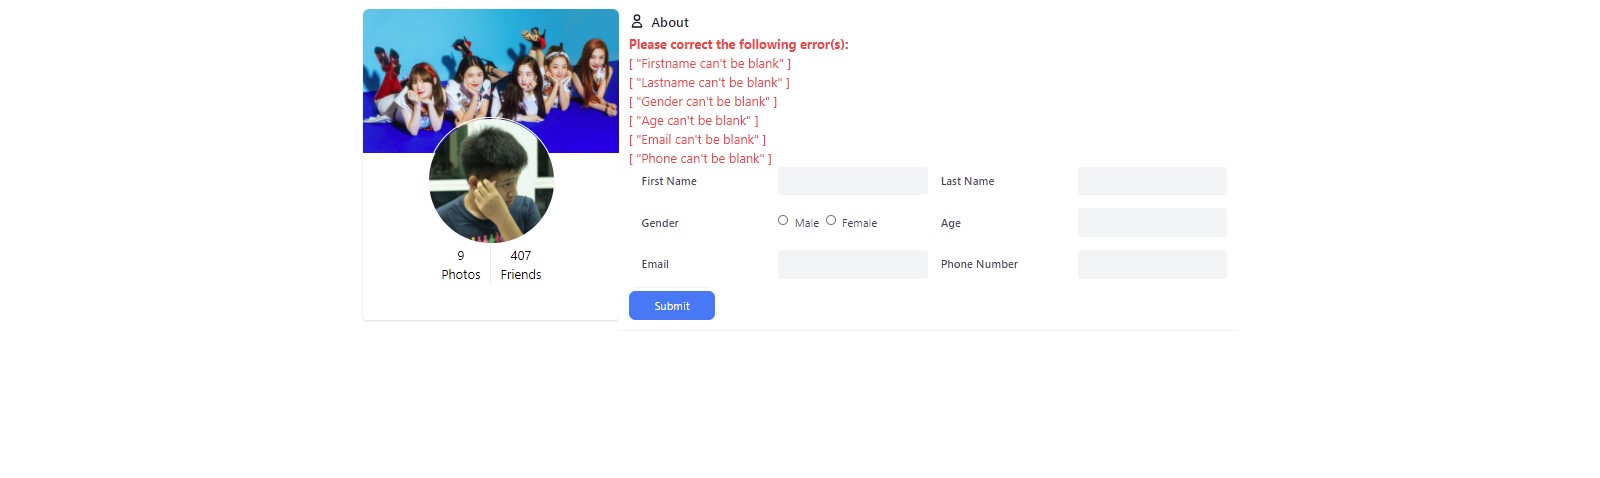 About
Please correct the following error(s):
[ "Firstname can't be blank" ]
[ "Lastname can't be blank" ]
[ "Gender can't be blank" ]
[ "Age can't be blank" ]
[ "Email can't be blank" ]
[ "Phone can't be blank" ]
First Name Last Name
Gender Male Female Age
Email Phone Number
Submit
9 407
Photos Friends